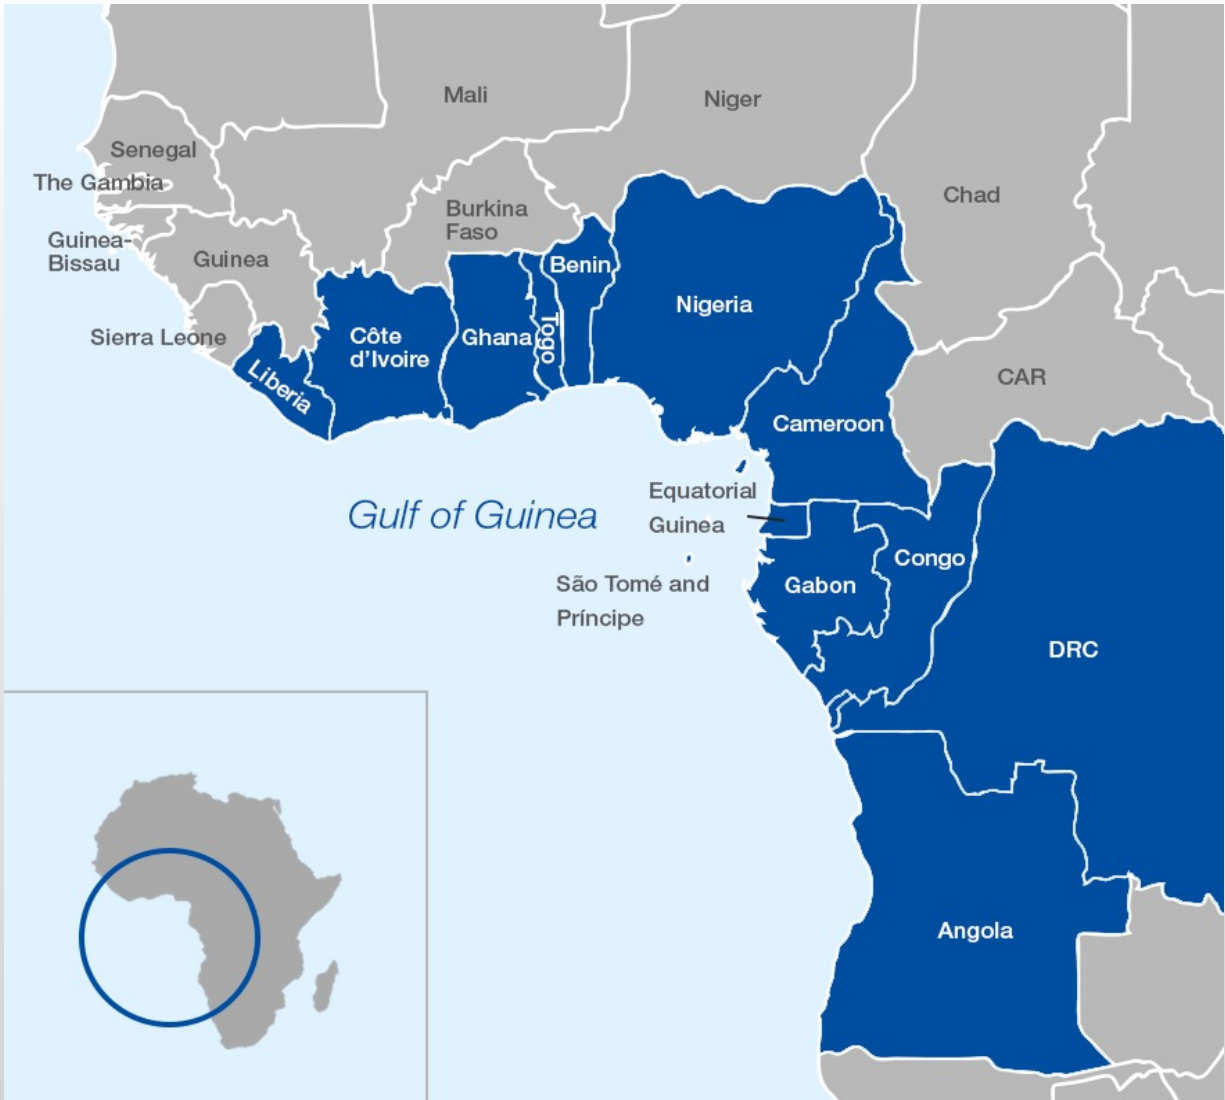 Mali
Niger
Senegal
The Gambia
Chad
Burkina
Faso
Guinea-
Bissau
Guinea
Benin
Nigeria
Sierra Leone
Côte
d'Ivoire
Ghana
Togo
Liberia
CAR
Cameroon
Equatorial
Guinea
Gulf of Guinea
Congo
São Tomé and
Príncipe
Gabon
DRC
Angola